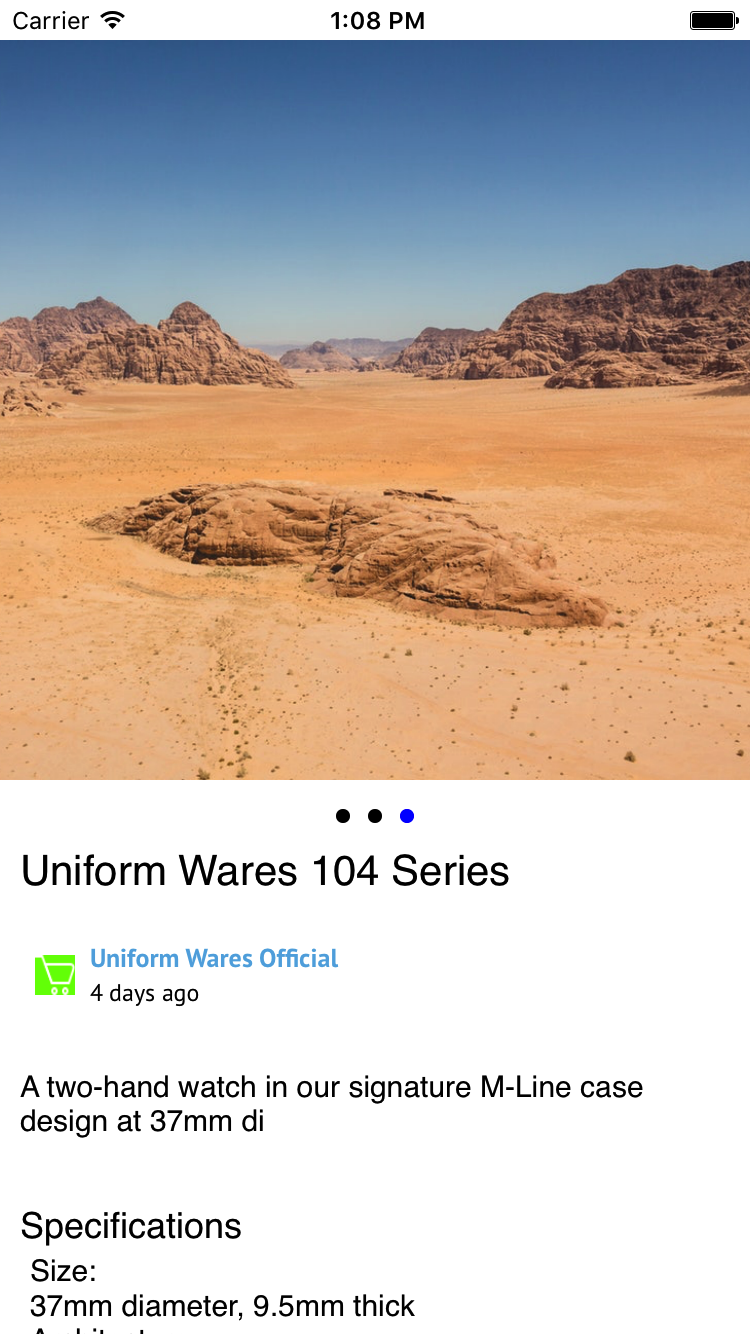 Carrier 1:08 PM
Uniform Wares 104 Series
Uniform Wares Official
4 days ago
A two-hand watch in our signature M-Line case
design at 37mm di
Specifications
Size:
37mm diameter, 9.5mm thick